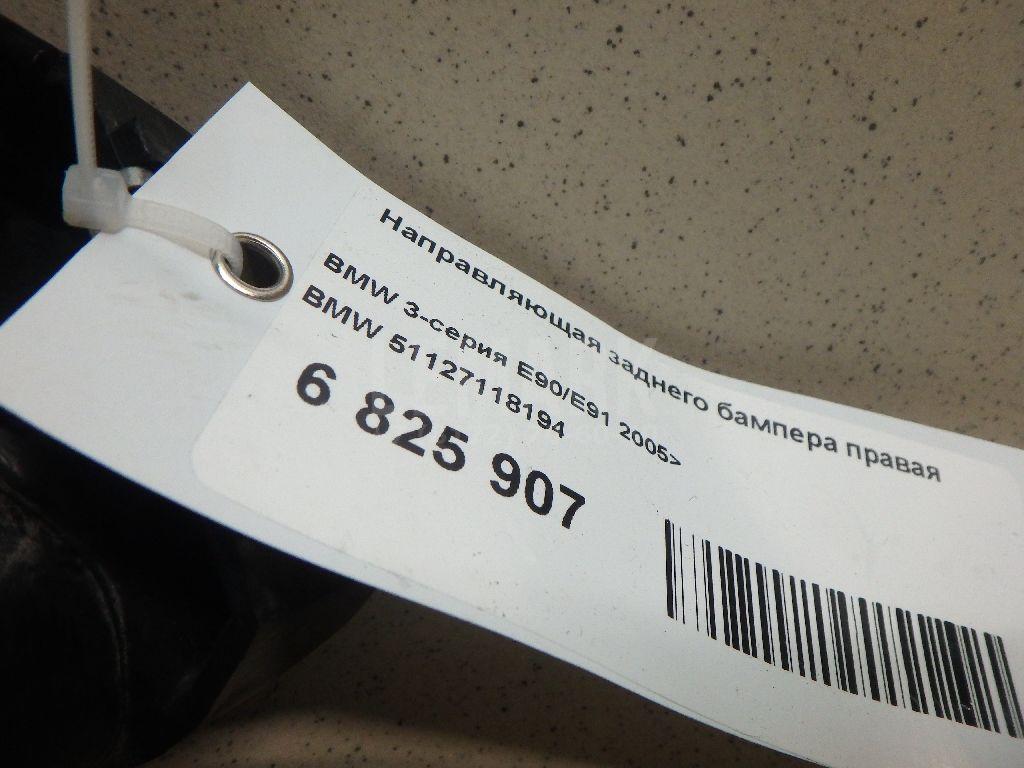 Направляющая заднего бампера правая
BMW 3-серия E90/E91 2005>
BMW 51127118194
6 825 907